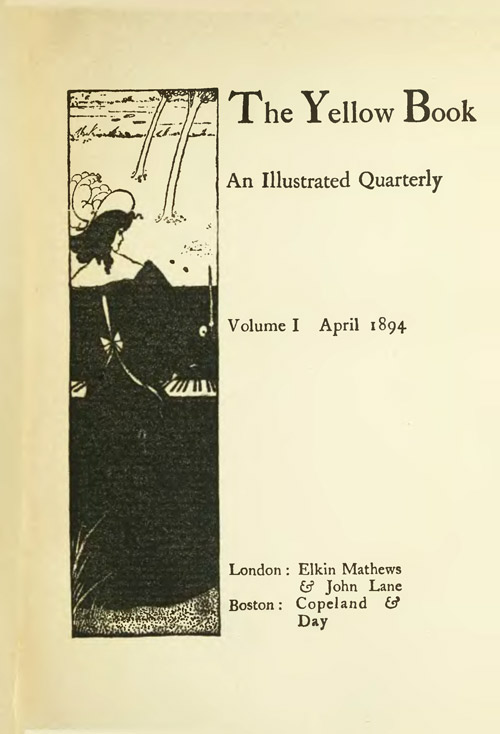 The Yellow Book
An Illustrated Quarterly
Volume I April 1894
London: Elkin Mathews
& John Lane
Boston: Copeland &
Day